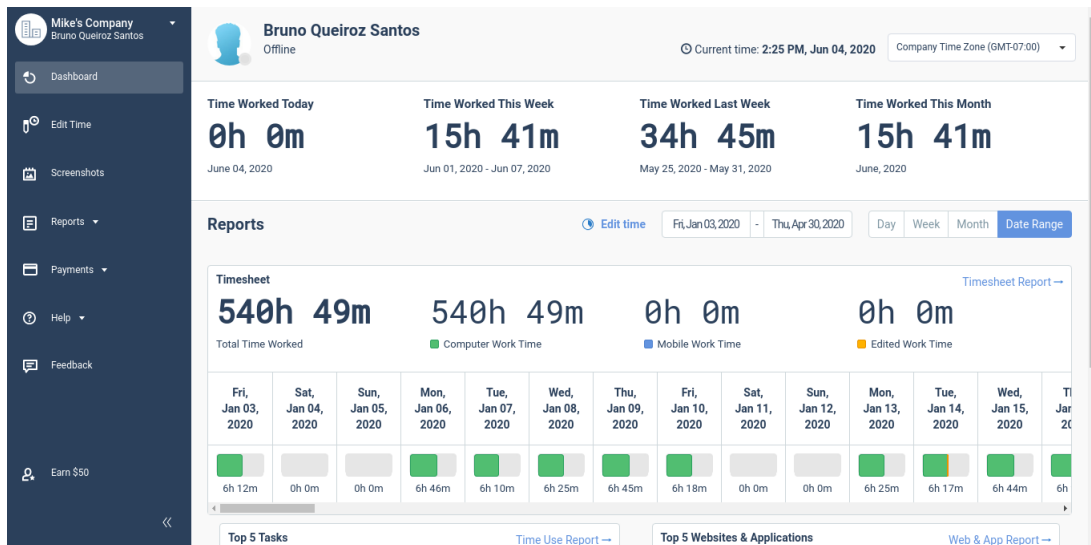 Mike's Company
Bruno Queiroz Santos
Dashboard
Edit Time
Screenshots
Reports
Payments
Help
Feedback
Earn $50
Bruno Queiroz Santos
Offline
Current time: 2:25 PM, Jun 04, 2020
Company Time Zone (GMT-07:00)
Time Worked Today
0h 0m
June 04, 2020
Time Worked This Week
15h 41m
Jun 01, 2020 - Jun 07, 2020
Time Worked Last Week
34h 45m
May 25, 2020 - May 31, 2020
Time Worked This Month
15h 41m
June, 2020
Reports
Edit time
Fri, Jan 03, 2020 - Thu, Apr 30, 2020
Day Week Month Date Range
Timesheet
Timesheet Report →
540h 49m 540h 49m 0h 0m 0h 0m
Total Time Worked Computer Work Time Mobile Work Time Edited Work Time
Fri, Sat, Sun, Mon, Tue, Wed, Thu, Fri, Sat, Sun, Mon, Tue, Wed,
Jan 03, Jan 04, Jan 05, Jan 06, Jan 07, Jan 08, Jan 09, Jan 10, Jan 11, Jan 12, Jan 13, Jan 14, Jan 15,
2020 2020 2020 2020 2020 2020 2020 2020 2020 2020 2020 2020 2020
6h 12m 0h 0m 0h 0m 6h 46m 6h 10m 6h 25m 6h 45m 6h 18m 0h 0m 0h 0m 6h 25m 6h 17m 6h 44m 6h
Top 5 Tasks
Time Use Report →
Top 5 Websites & Applications
Web & App Report →